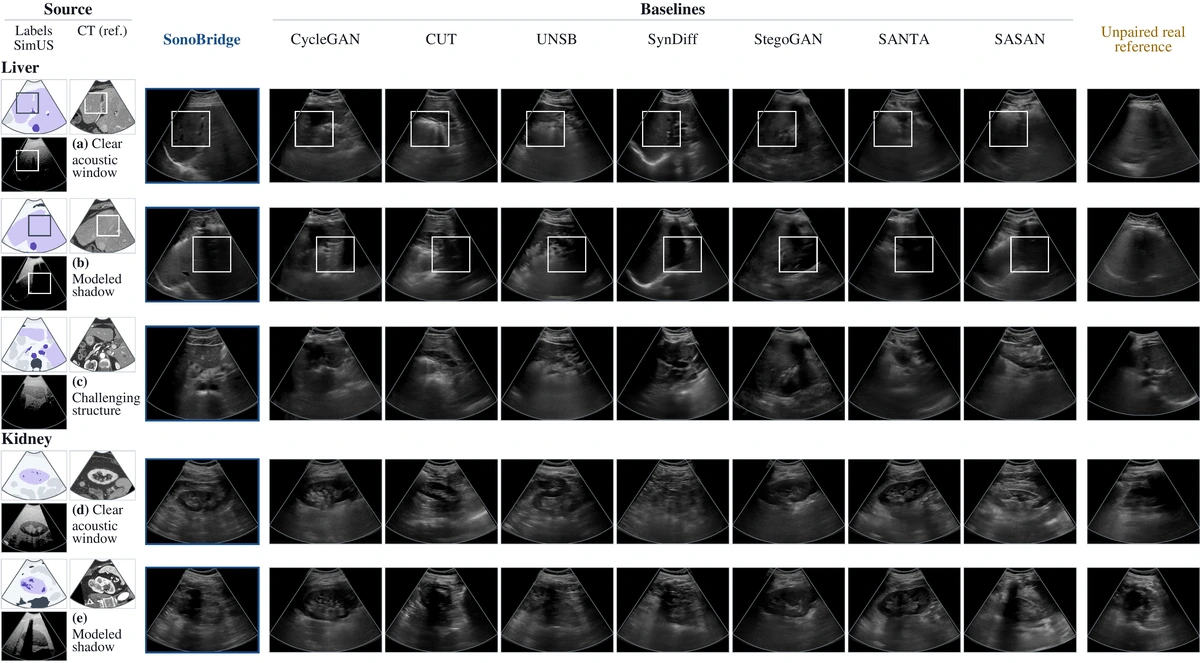 Source
Baselines
Labels
SimUS
CT (ref.)
SonoBridge
CycleGAN
CUT
UNSB
SynDiff
StegoGAN
SANTA
SASAN
Unpaired real
reference
Liver
(a) Clear
acoustic
window
(b)
Modeled
shadow
(c)
Challenging
structure
Kidney
(d) Clear
acoustic
window
(e)
Modeled
shadow